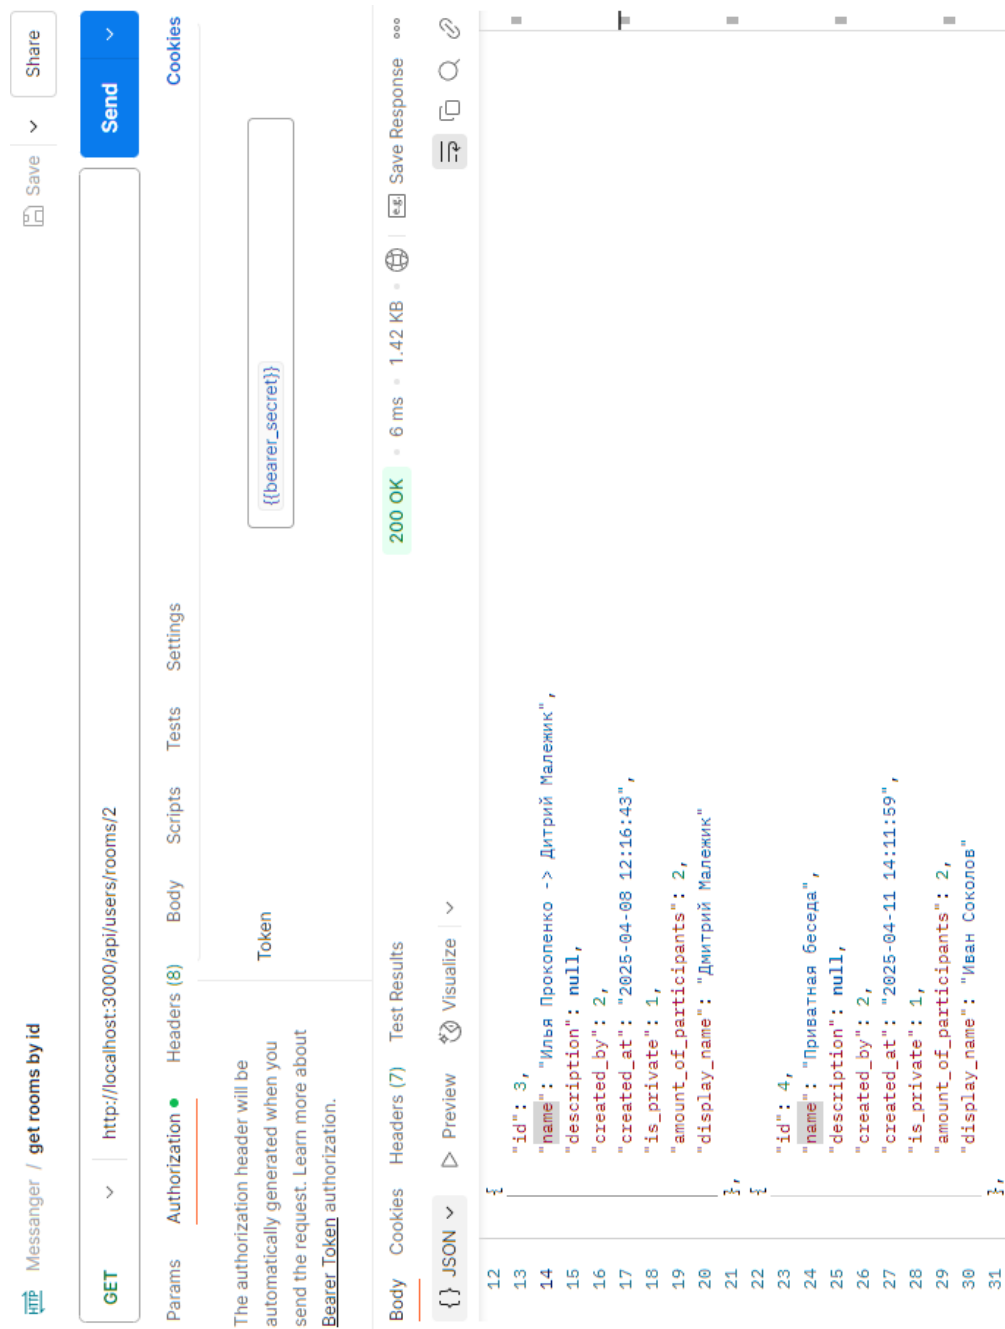 HTTP Messanger / get rooms by id
Save
Share
GET http://localhost:3000/api/users/rooms/2
Send
Params Authorization Headers (8) Body Scripts Tests Settings
Cookies
The authorization header will be
automatically generated when you
send the request. Learn more about
Bearer Token authorization.
Token
{{bearer_secret}}
Body Cookies Headers (7) Test Results
200 OK • 6 ms • 1.42 KB •
e.g. Save Response
{} JSON Preview Visualize
12 {
13 "id": 3,
14 "name": "Илья Прокопенко -> Дитрий Малежик",
15 "description": null,
16 "created_by": 2,
17 "created_at": "2025-04-08 12:16:43",
18 "is_private": 1,
19 "amount_of_participants": 2,
20 "display_name": "Дмитрий Малежик"
21 },
22 {
23 "id": 4,
24 "name": "Приватная беседа",
25 "description": null,
26 "created_by": 2,
27 "created_at": "2025-04-11 14:11:59",
28 "is_private": 1,
29 "amount_of_participants": 2,
30 "display_name": "Иван Соколов"
31 },